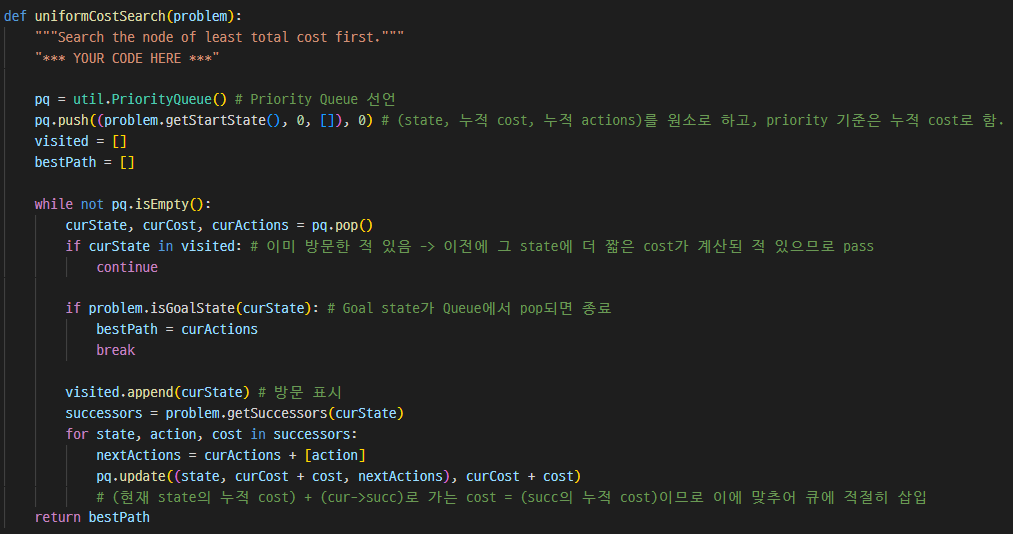 def uniformCostSearch(problem):
    """Search the node of least total cost first."""
    "*** YOUR CODE HERE ***"

    pq = util.PriorityQueue() # Priority Queue 선언
    pq.push((problem.getStartState(), 0, []), 0) # (state, 누적 cost, 누적 actions)를 원소로 하고, priority 기준은 누적 cost로 함.
    visited = []
    bestPath = []

    while not pq.isEmpty():
        curState, curCost, curActions = pq.pop()
        if curState in visited: # 이미 방문한 적 있음 -> 이전에 그 state에 더 짧은 cost가 계산된 적 있으므로 pass
            continue

        if problem.isGoalState(curState): # Goal state가 Queue에서 pop되면 종료
            bestPath = curActions
            break

        visited.append(curState) # 방문 표시
        successors = problem.getSuccessors(curState)
        for state, action, cost in successors:
            nextActions = curActions + [action]
            pq.update((state, curCost + cost, nextActions), curCost + cost)
            # (현재 state의 누적 cost) + (cur->succ)로 가는 cost = (succ의 누적 cost)이므로 이에 맞추어 큐에 적절히 삽입
    return bestPath